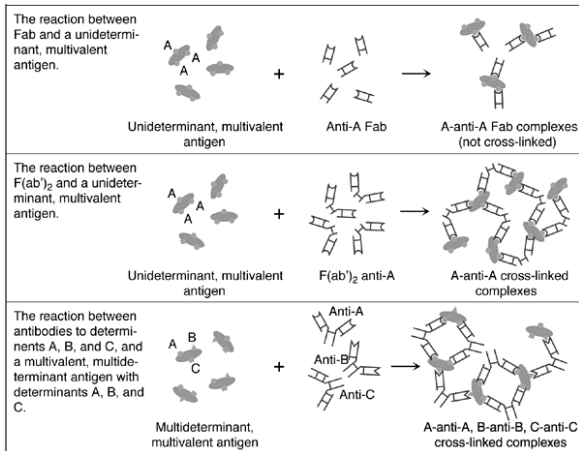 The reaction between
Fab and a unidetermi-
nant, multivalent
antigen.
A
A
A
+
Unideterminant, multivalent
antigen
Anti-A Fab
A-anti-A Fab complexes
(not cross-linked)
The reaction between
F(ab')₂ and a unideter-
minant, multivalent
antigen.
A
A
A
+
Unideterminant, multivalent
antigen
F(ab')₂ anti-A
A-anti-A cross-linked
complexes
The reaction between
antibodies to determi-
nents A, B, and C, and
a multivalent, multide-
terminant antigen with
determinants A, B, and
C.
A
B
C
+
Anti-A
Anti-B
Anti-C
Multideterminant,
multivalent antigen
A-anti-A, B-anti-B, C-anti-C
cross-linked complexes